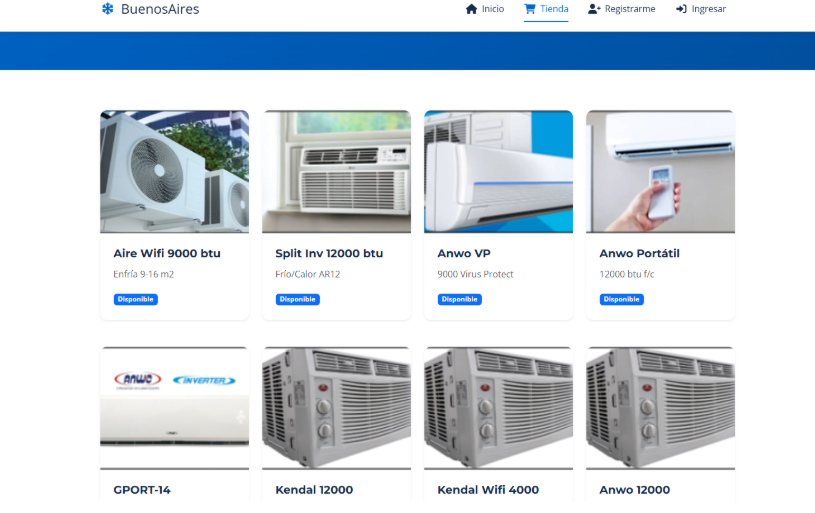 BuenosAires
Inicio
Tienda
Registrarme
Ingresar
Aire Wifi 9000 btu
Enfría 9-16 m2
Disponible
Split Inv 12000 btu
Frío/Calor AR12
Disponible
Anwo VP
9000 Virus Protect
Disponible
Anwo Portátil
12000 btu f/c
Disponible
ANWO
INVERTER
GPORT-14
Kendal 12000
Kendal Wifi 4000
Anwo 12000